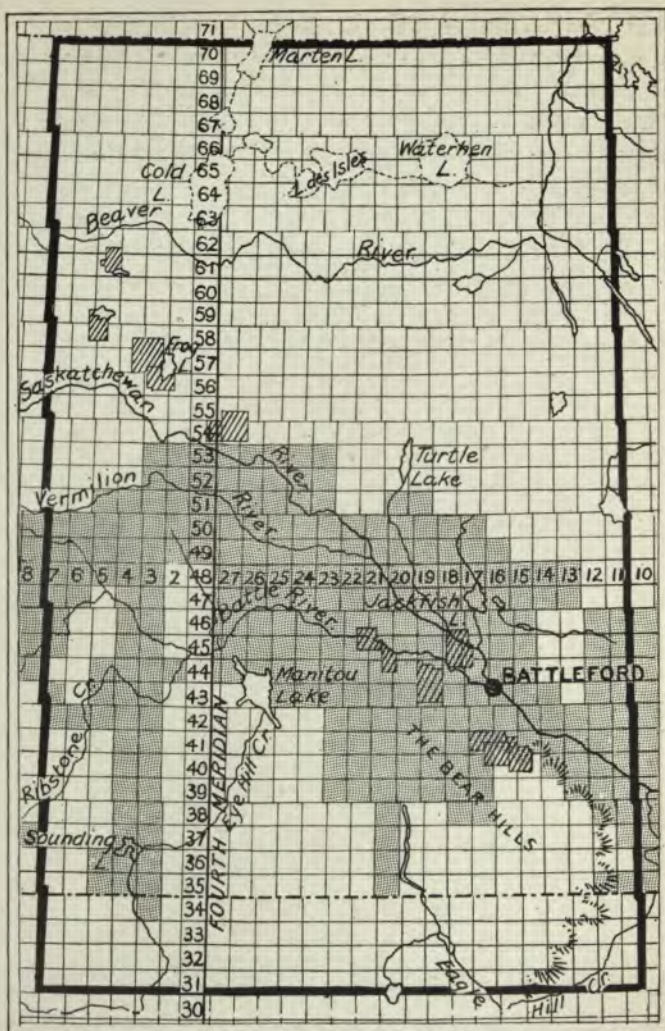 71
70
Marten L.
69
68
67
66
65
64
63
Cold L.
L. des Isles
Waterhen L.
Beaver River
62
61
60
59
58
57
56
Frog L.
Saskatchewan River
55
54
53
52
51
Turtle Lake
Vermilion River
50
49
8 7 6 5 4 3 2 48 27 26 25 24 23 22 21 20 19 18 17 16 15 14 13 12 11 10
47
46
45
44
43
Battle River
Jackfish L.
BATTLEFORD
Manitou Lake
42
41
40
39
Ribstone Cr.
FOURTH MERIDIAN
Eye Hill Cr.
THE BEAR HILLS
38
37
36
35
Sounding L.
34
33
32
31
30
Eagle Hill Cr.